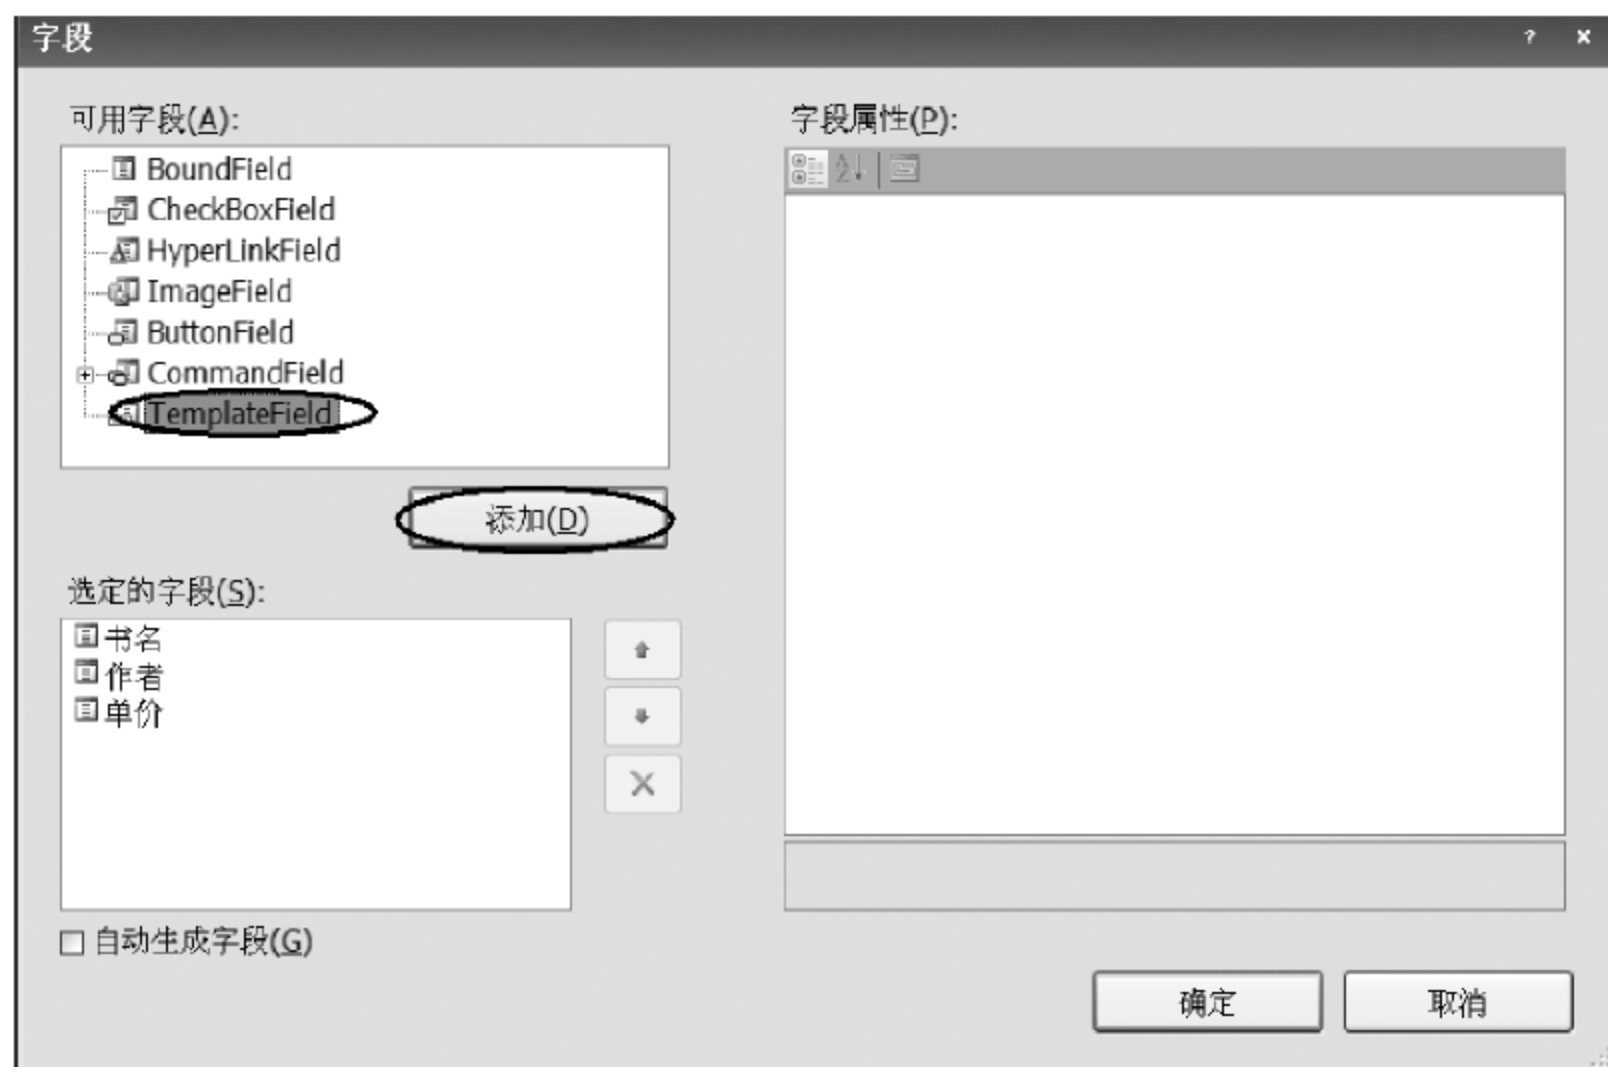 字段
可用字段(A):
BoundField
CheckBoxField
HyperLinkField
ImageField
ButtonField
CommandField
TemplateField
添加(D)
选定的字段(S):
书名
作者
单价
自动生成字段(G)
字段属性(P):
确定
取消